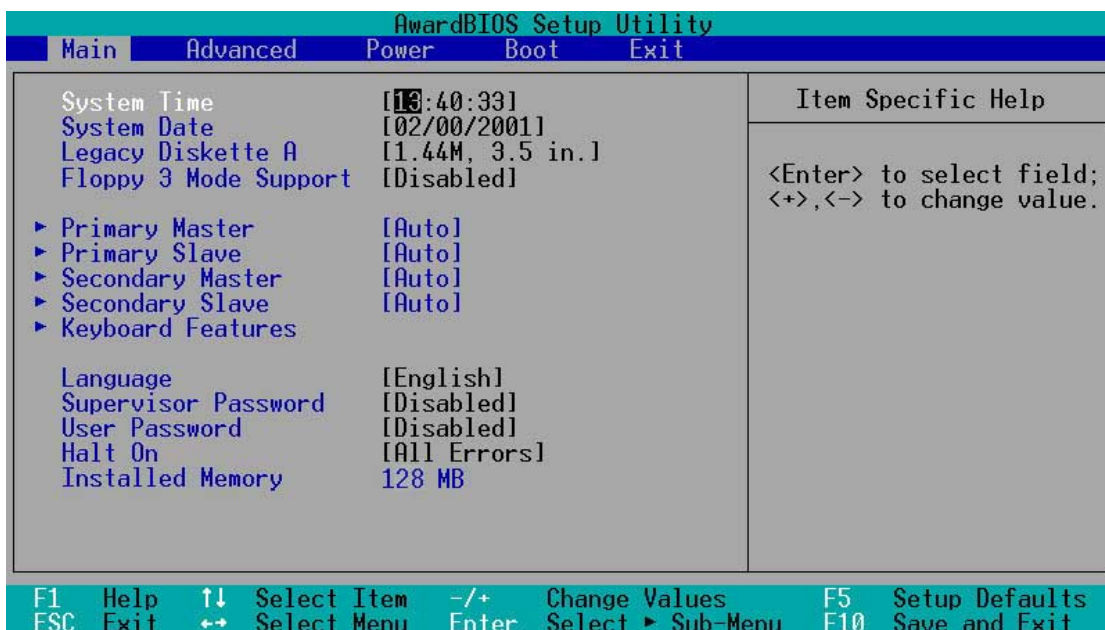 AwardBIOS Setup Utility
Main Advanced Power Boot Exit
System Time [13:40:33]
System Date [02/00/2001]
Legacy Diskette A [1.44M, 3.5 in.]
Floppy 3 Mode Support [Disabled]
► Primary Master [Auto]
► Primary Slave [Auto]
► Secondary Master [Auto]
► Secondary Slave [Auto]
► Keyboard Features
Language [English]
Supervisor Password [Disabled]
User Password [Disabled]
Halt On [All Errors]
Installed Memory 128 MB
Item Specific Help
<Enter> to select field;
<+>,<-> to change value.
F1 Help ↑↓ Select Item -/+ Change Values F5 Setup Defaults
ESC Exit ←→ Select Menu Enter Select ► Sub-Menu F10 Save and Exit